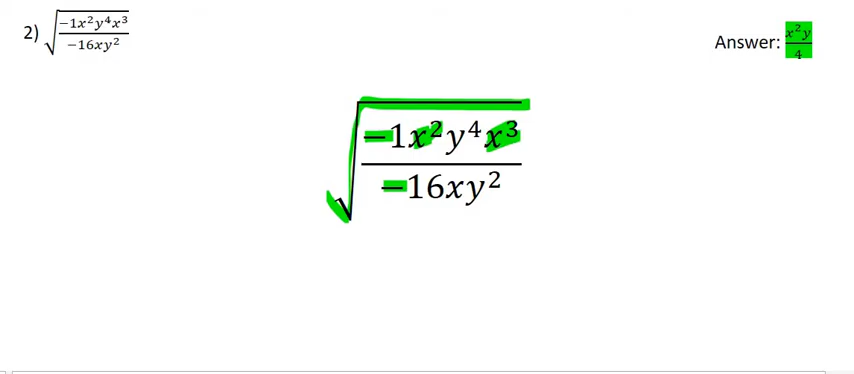 2) √(−1x²y⁴x³ / −16xy²) Answer: x²y / 4
√(−1x²y⁴x³ / −16xy²)